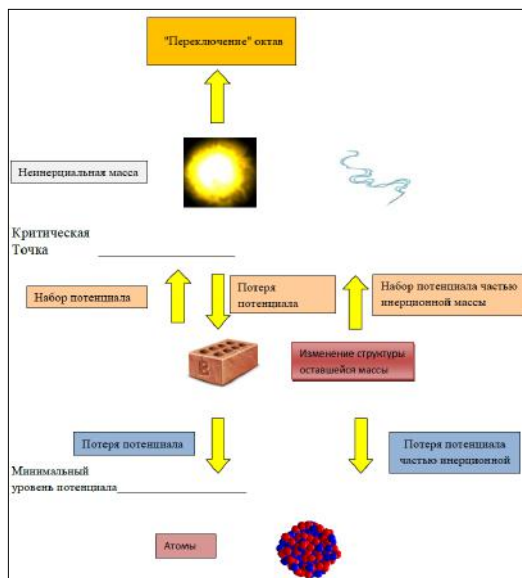 "Переключение" октав
Неинерциальная масса
Критическая
Точка
Набор потенциала
Потеря
потенциала
Набор потенциала частью
инерционной массы
Изменение структуры
оставшейся массы
Потеря потенциала
Потеря потенциала
частью инерционной
Минимальный
уровень потенциала
Атомы